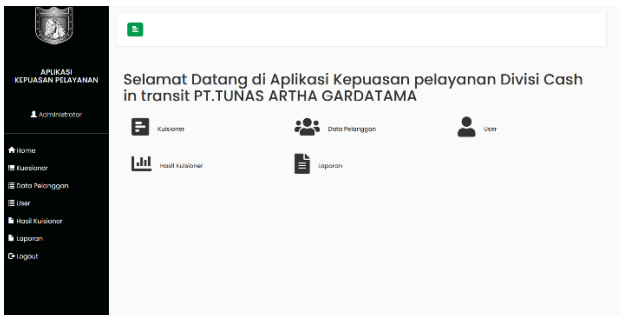 APLIKASI
KEPUASAN PELAYANAN
Administrator
Home
Kuesioner
Data Pelanggan
User
Hasil Kuisioner
Laporan
Logout
Selamat Datang di Aplikasi Kepuasan pelayanan Divisi Cash
in transit PT.TUNAS ARTHA GARDATAMA
Kuisioner
Data Pelanggan
User
Hasil Kuisioner
Laporan